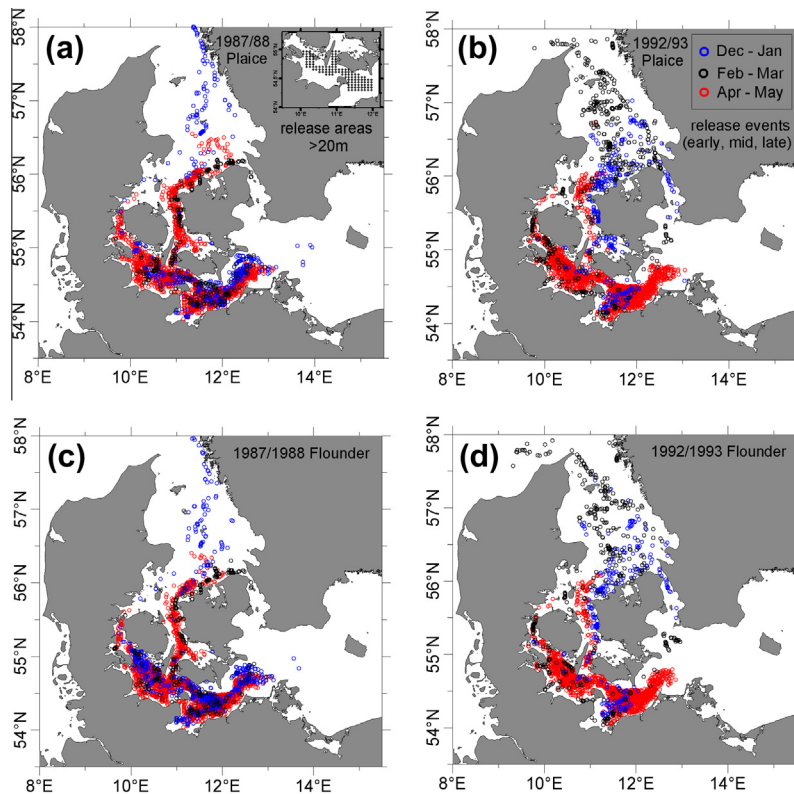 (a)
1987/88
Plaice
release areas
>20m
58°N
57°N
56°N
55°N
54°N
8°E 10°E 12°E 14°E
(b)
1992/93
Plaice
Dec - Jan
Feb - Mar
Apr - May
release events
(early, mid, late)
58°N
57°N
56°N
55°N
54°N
8°E 10°E 12°E 14°E
(c)
1987/1988 Flounder
58°N
57°N
56°N
55°N
54°N
8°E 10°E 12°E 14°E
(d)
1992/1993 Flounder
58°N
57°N
56°N
55°N
54°N
8°E 10°E 12°E 14°E